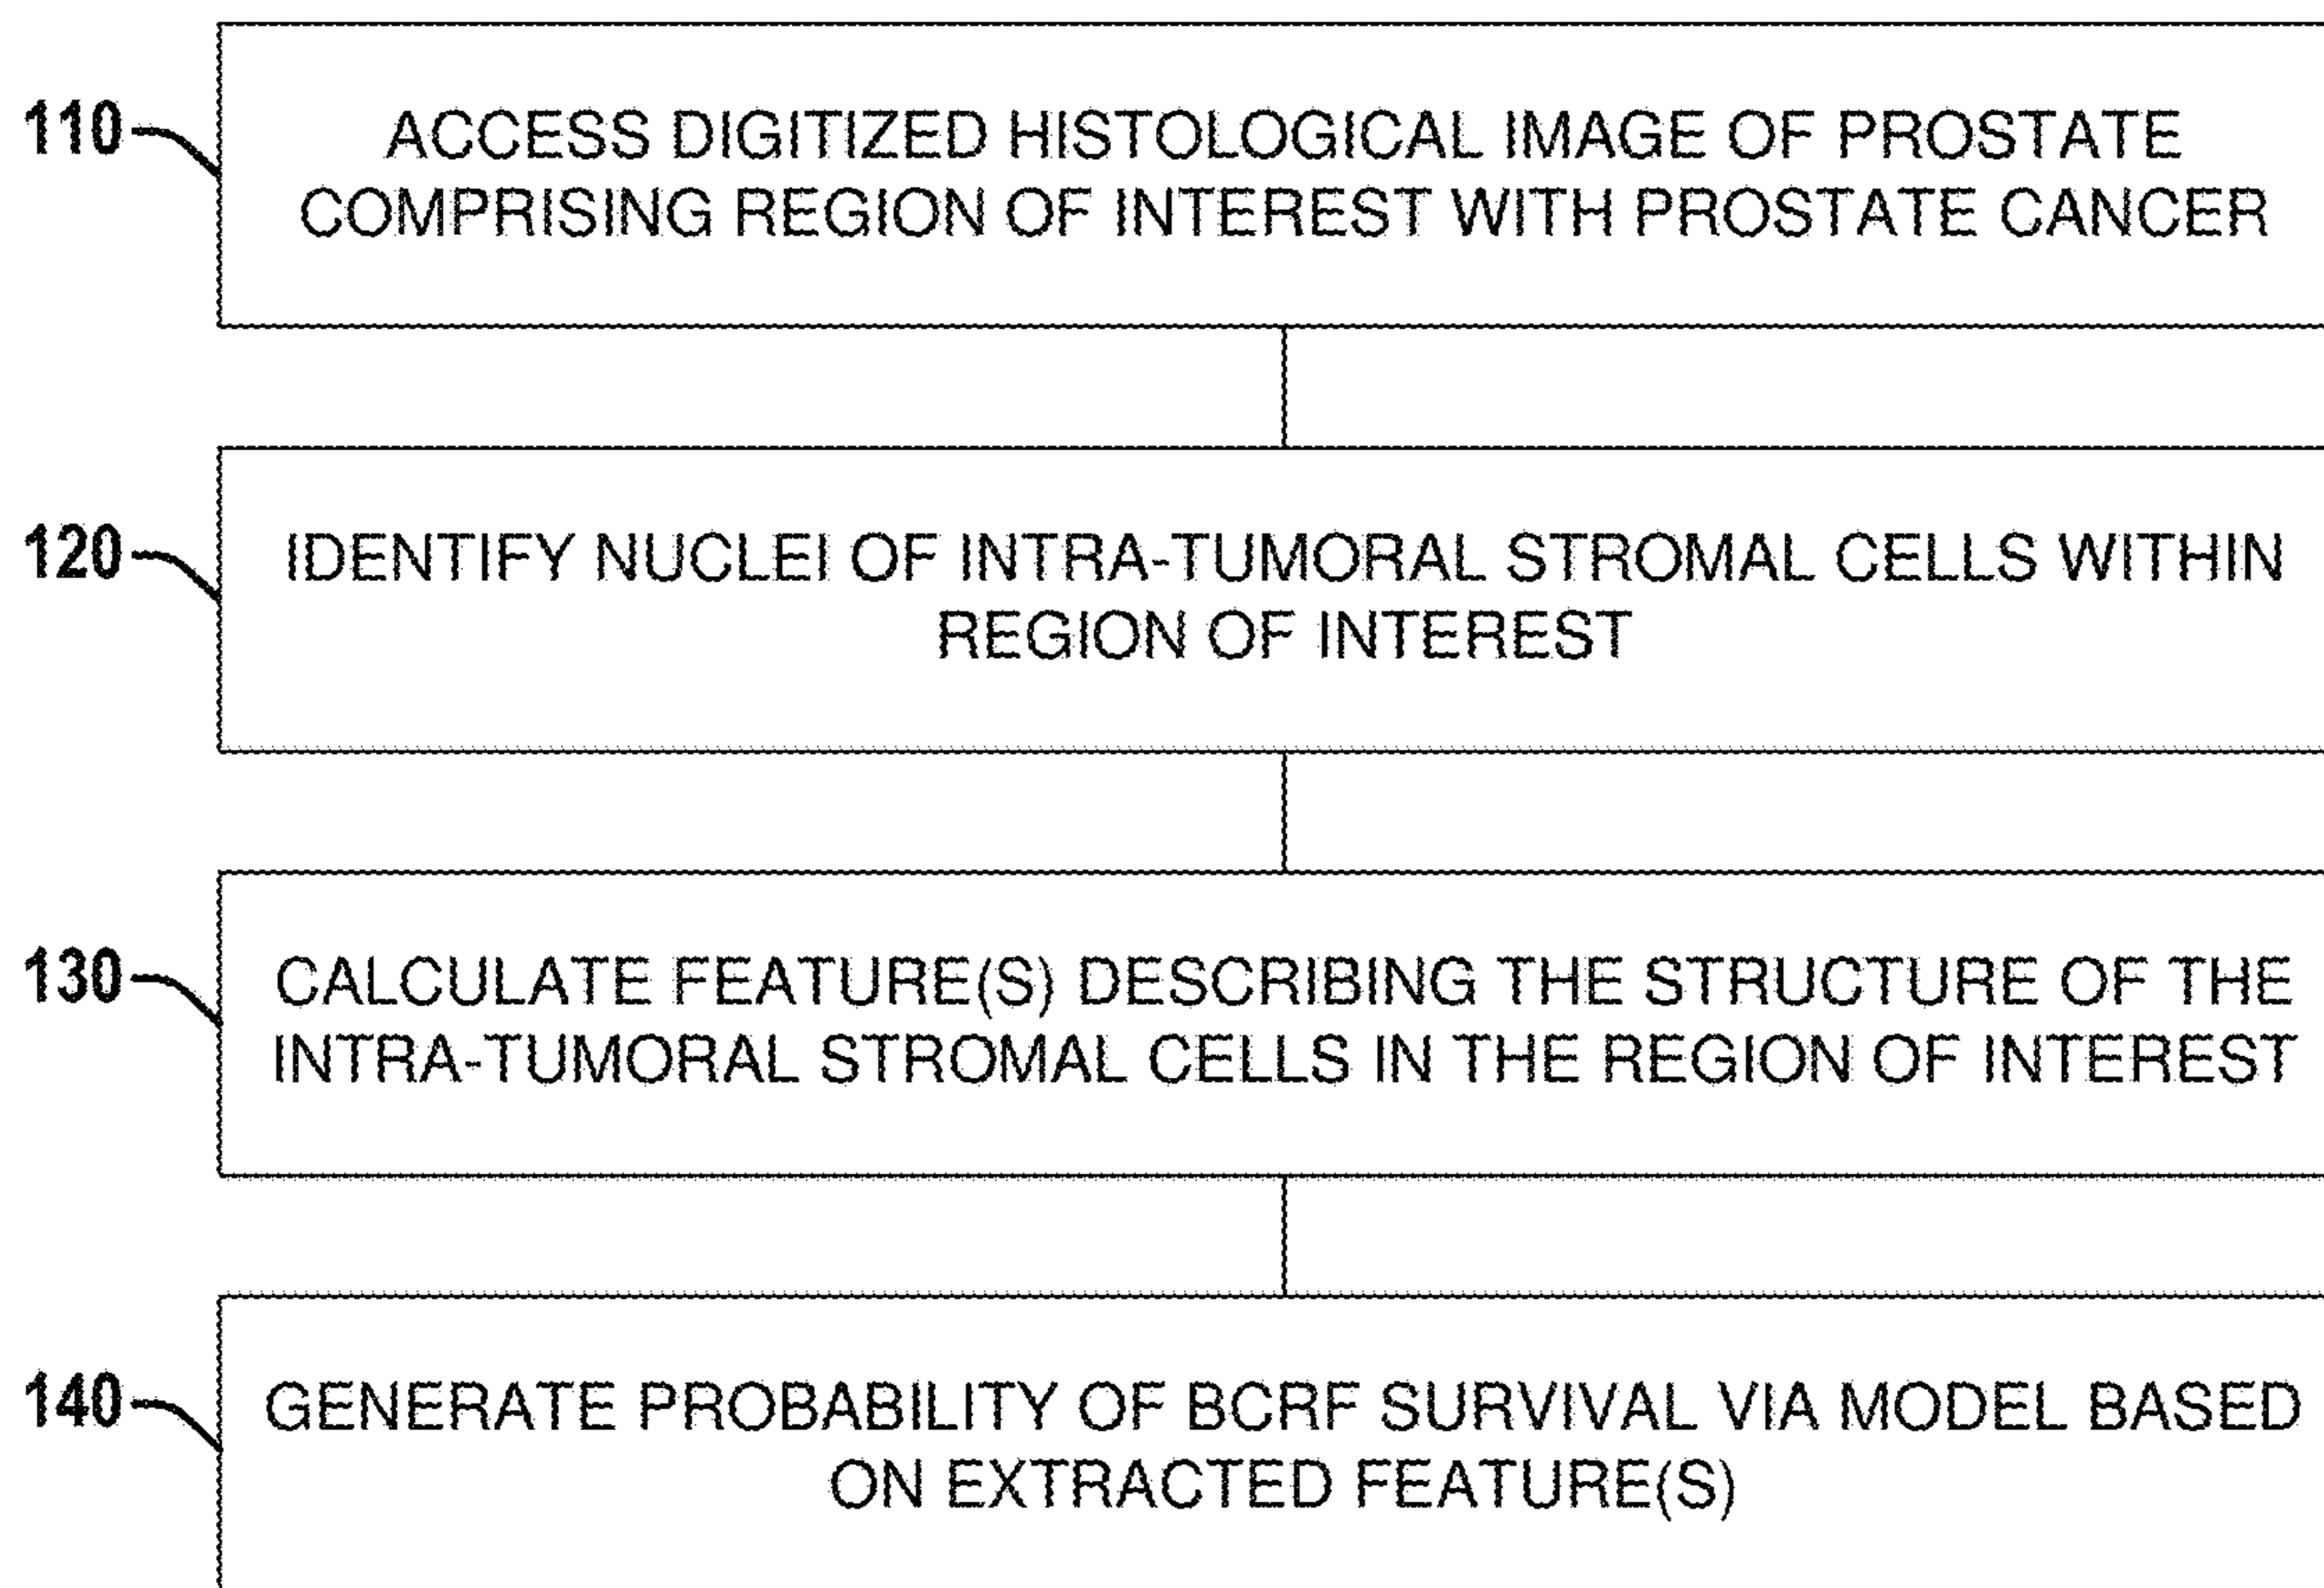 110
ACCESS DIGITIZED HISTOLOGICAL IMAGE OF PROSTATE
COMPRISING REGION OF INTEREST WITH PROSTATE CANCER
120
IDENTIFY NUCLEI OF INTRA-TUMORAL STROMAL CELLS WITHIN
REGION OF INTEREST
130
CALCULATE FEATURE(S) DESCRIBING THE STRUCTURE OF THE
INTRA-TUMORAL STROMAL CELLS IN THE REGION OF INTEREST
140
GENERATE PROBABILITY OF BCRF SURVIVAL VIA MODEL BASED
ON EXTRACTED FEATURE(S)